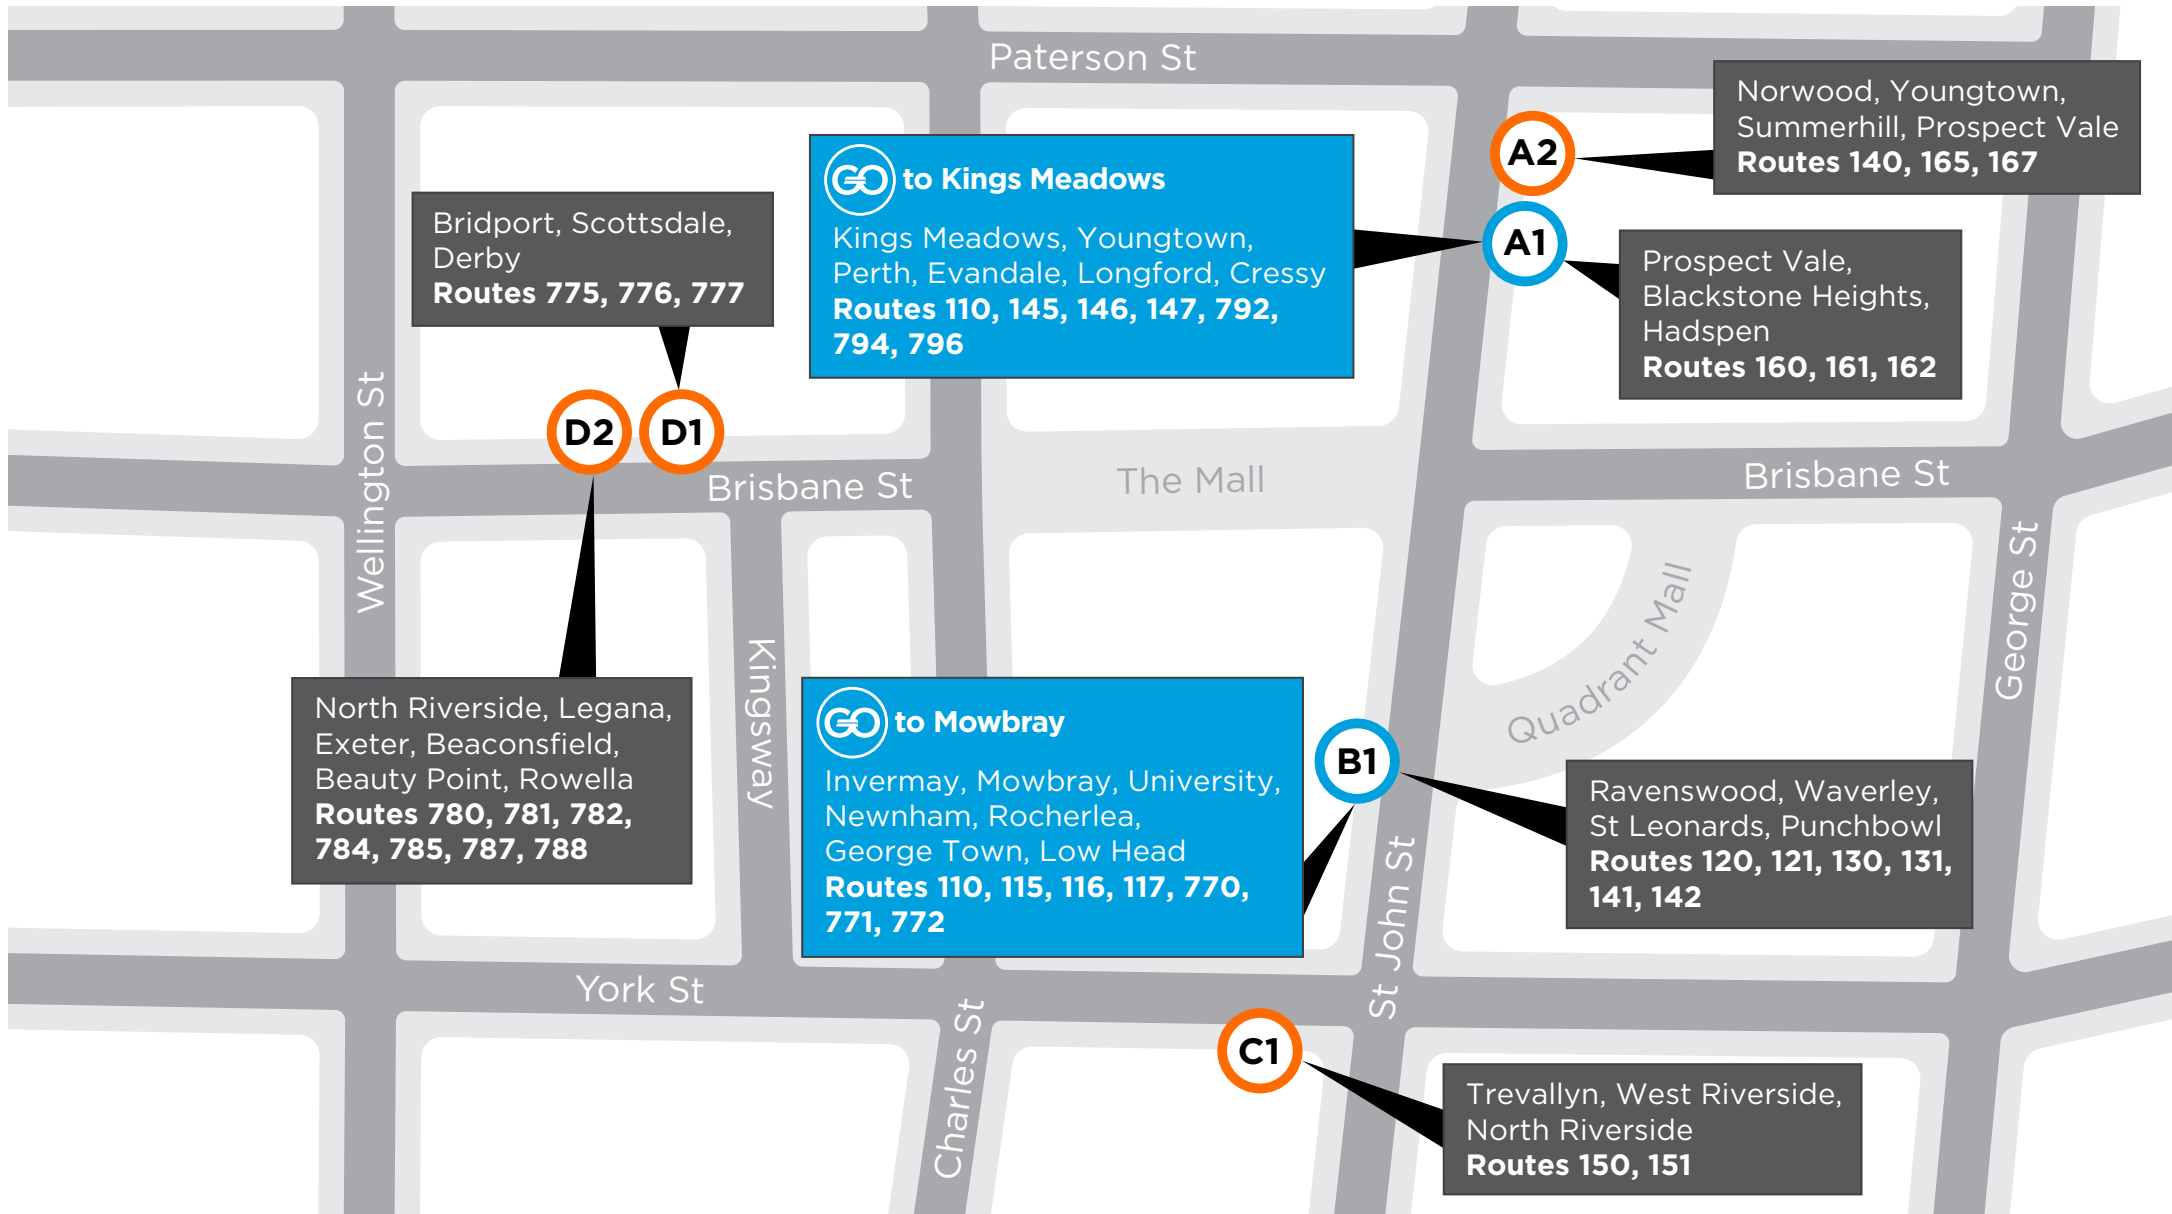 Paterson St
Norwood, Youngtown,
Summerhill, Prospect Vale
Routes 140, 165, 167
A2
GO to Kings Meadows
Kings Meadows, Youngtown,
Perth, Evandale, Longford, Cressy
Routes 110, 145, 146, 147, 792,
794, 796
A1
Prospect Vale,
Blackstone Heights,
Hadspen
Routes 160, 161, 162
Bridport, Scottsdale,
Derby
Routes 775, 776, 777
D2
D1
Wellington St
Brisbane St
The Mall
Brisbane St
Quadrant Mall
George St
Kingsway
North Riverside, Legana,
Exeter, Beaconsfield,
Beauty Point, Rowella
Routes 780, 781, 782,
784, 785, 787, 788
GO to Mowbray
Invermay, Mowbray, University,
Newnham, Rocherlea,
George Town, Low Head
Routes 110, 115, 116, 117, 770,
771, 772
B1
Ravenswood, Waverley,
St Leonards, Punchbowl
Routes 120, 121, 130, 131,
141, 142
St John St
York St
Charles St
C1
Trevallyn, West Riverside,
North Riverside
Routes 150, 151